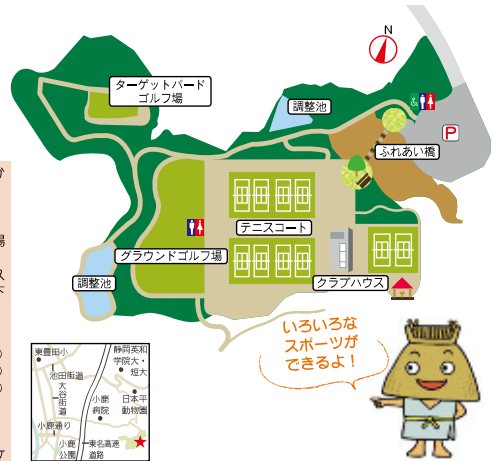 N
ターゲットバード
ゴルフ場
調整池
P
ふれあい橋
テニスコート
グラウンドゴルフ場
調整池
クラブハウス
いろいろな
スポーツが
できるよ！
東豊田小
静岡英和
学院大・
短大
池田街道
大谷街道
小鹿
病院
日本平
動物園
小鹿通り
小鹿
公園
東名高速
道路
場
ス